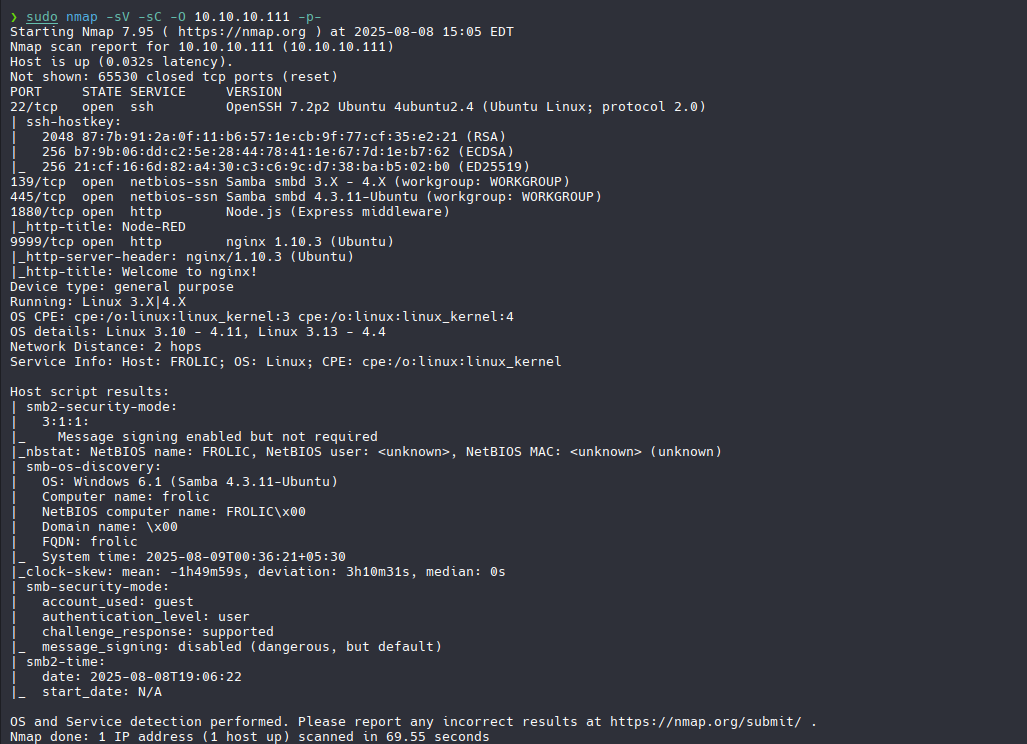 ❯ sudo nmap -sV -sC -O 10.10.10.111 -p-
Starting Nmap 7.95 ( https://nmap.org ) at 2025-08-08 15:05 EDT
Nmap scan report for 10.10.10.111 (10.10.10.111)
Host is up (0.032s latency).
Not shown: 65530 closed tcp ports (reset)
PORT     STATE SERVICE     VERSION
22/tcp   open  ssh         OpenSSH 7.2p2 Ubuntu 4ubuntu2.4 (Ubuntu Linux; protocol 2.0)
| ssh-hostkey:
|   2048 87:7b:91:2a:0f:11:b6:57:1e:cb:9f:77:cf:35:e2:21 (RSA)
|   256 b7:9b:06:dd:c2:5e:28:44:78:41:1e:67:7d:1e:b7:62 (ECDSA)
|_  256 21:cf:16:6d:82:a4:30:c3:c6:9c:d7:38:ba:b5:02:b0 (ED25519)
139/tcp  open  netbios-ssn Samba smbd 3.X - 4.X (workgroup: WORKGROUP)
445/tcp  open  netbios-ssn Samba smbd 4.3.11-Ubuntu (workgroup: WORKGROUP)
1880/tcp open  http        Node.js (Express middleware)
|_http-title: Node-RED
9999/tcp open  http        nginx 1.10.3 (Ubuntu)
|_http-server-header: nginx/1.10.3 (Ubuntu)
|_http-title: Welcome to nginx!
Device type: general purpose
Running: Linux 3.X|4.X
OS CPE: cpe:/o:linux:linux_kernel:3 cpe:/o:linux:linux_kernel:4
OS details: Linux 3.10 - 4.11, Linux 3.13 - 4.4
Network Distance: 2 hops
Service Info: Host: FROLIC; OS: Linux; CPE: cpe:/o:linux:linux_kernel

Host script results:
| smb2-security-mode:
|   3:1:1:
|_    Message signing enabled but not required
|_nbstat: NetBIOS name: FROLIC, NetBIOS user: <unknown>, NetBIOS MAC: <unknown> (unknown)
| smb-os-discovery:
|   OS: Windows 6.1 (Samba 4.3.11-Ubuntu)
|   Computer name: frolic
|   NetBIOS computer name: FROLIC\x00
|   Domain name: \x00
|   FQDN: frolic
|_  System time: 2025-08-09T00:36:21+05:30
|_clock-skew: mean: -1h49m59s, deviation: 3h10m31s, median: 0s
| smb-security-mode:
|   account_used: guest
|   authentication_level: user
|   challenge_response: supported
|_  message_signing: disabled (dangerous, but default)
| smb2-time:
|   date: 2025-08-08T19:06:22
|_  start_date: N/A

OS and Service detection performed. Please report any incorrect results at https://nmap.org/submit/ .
Nmap done: 1 IP address (1 host up) scanned in 69.55 seconds